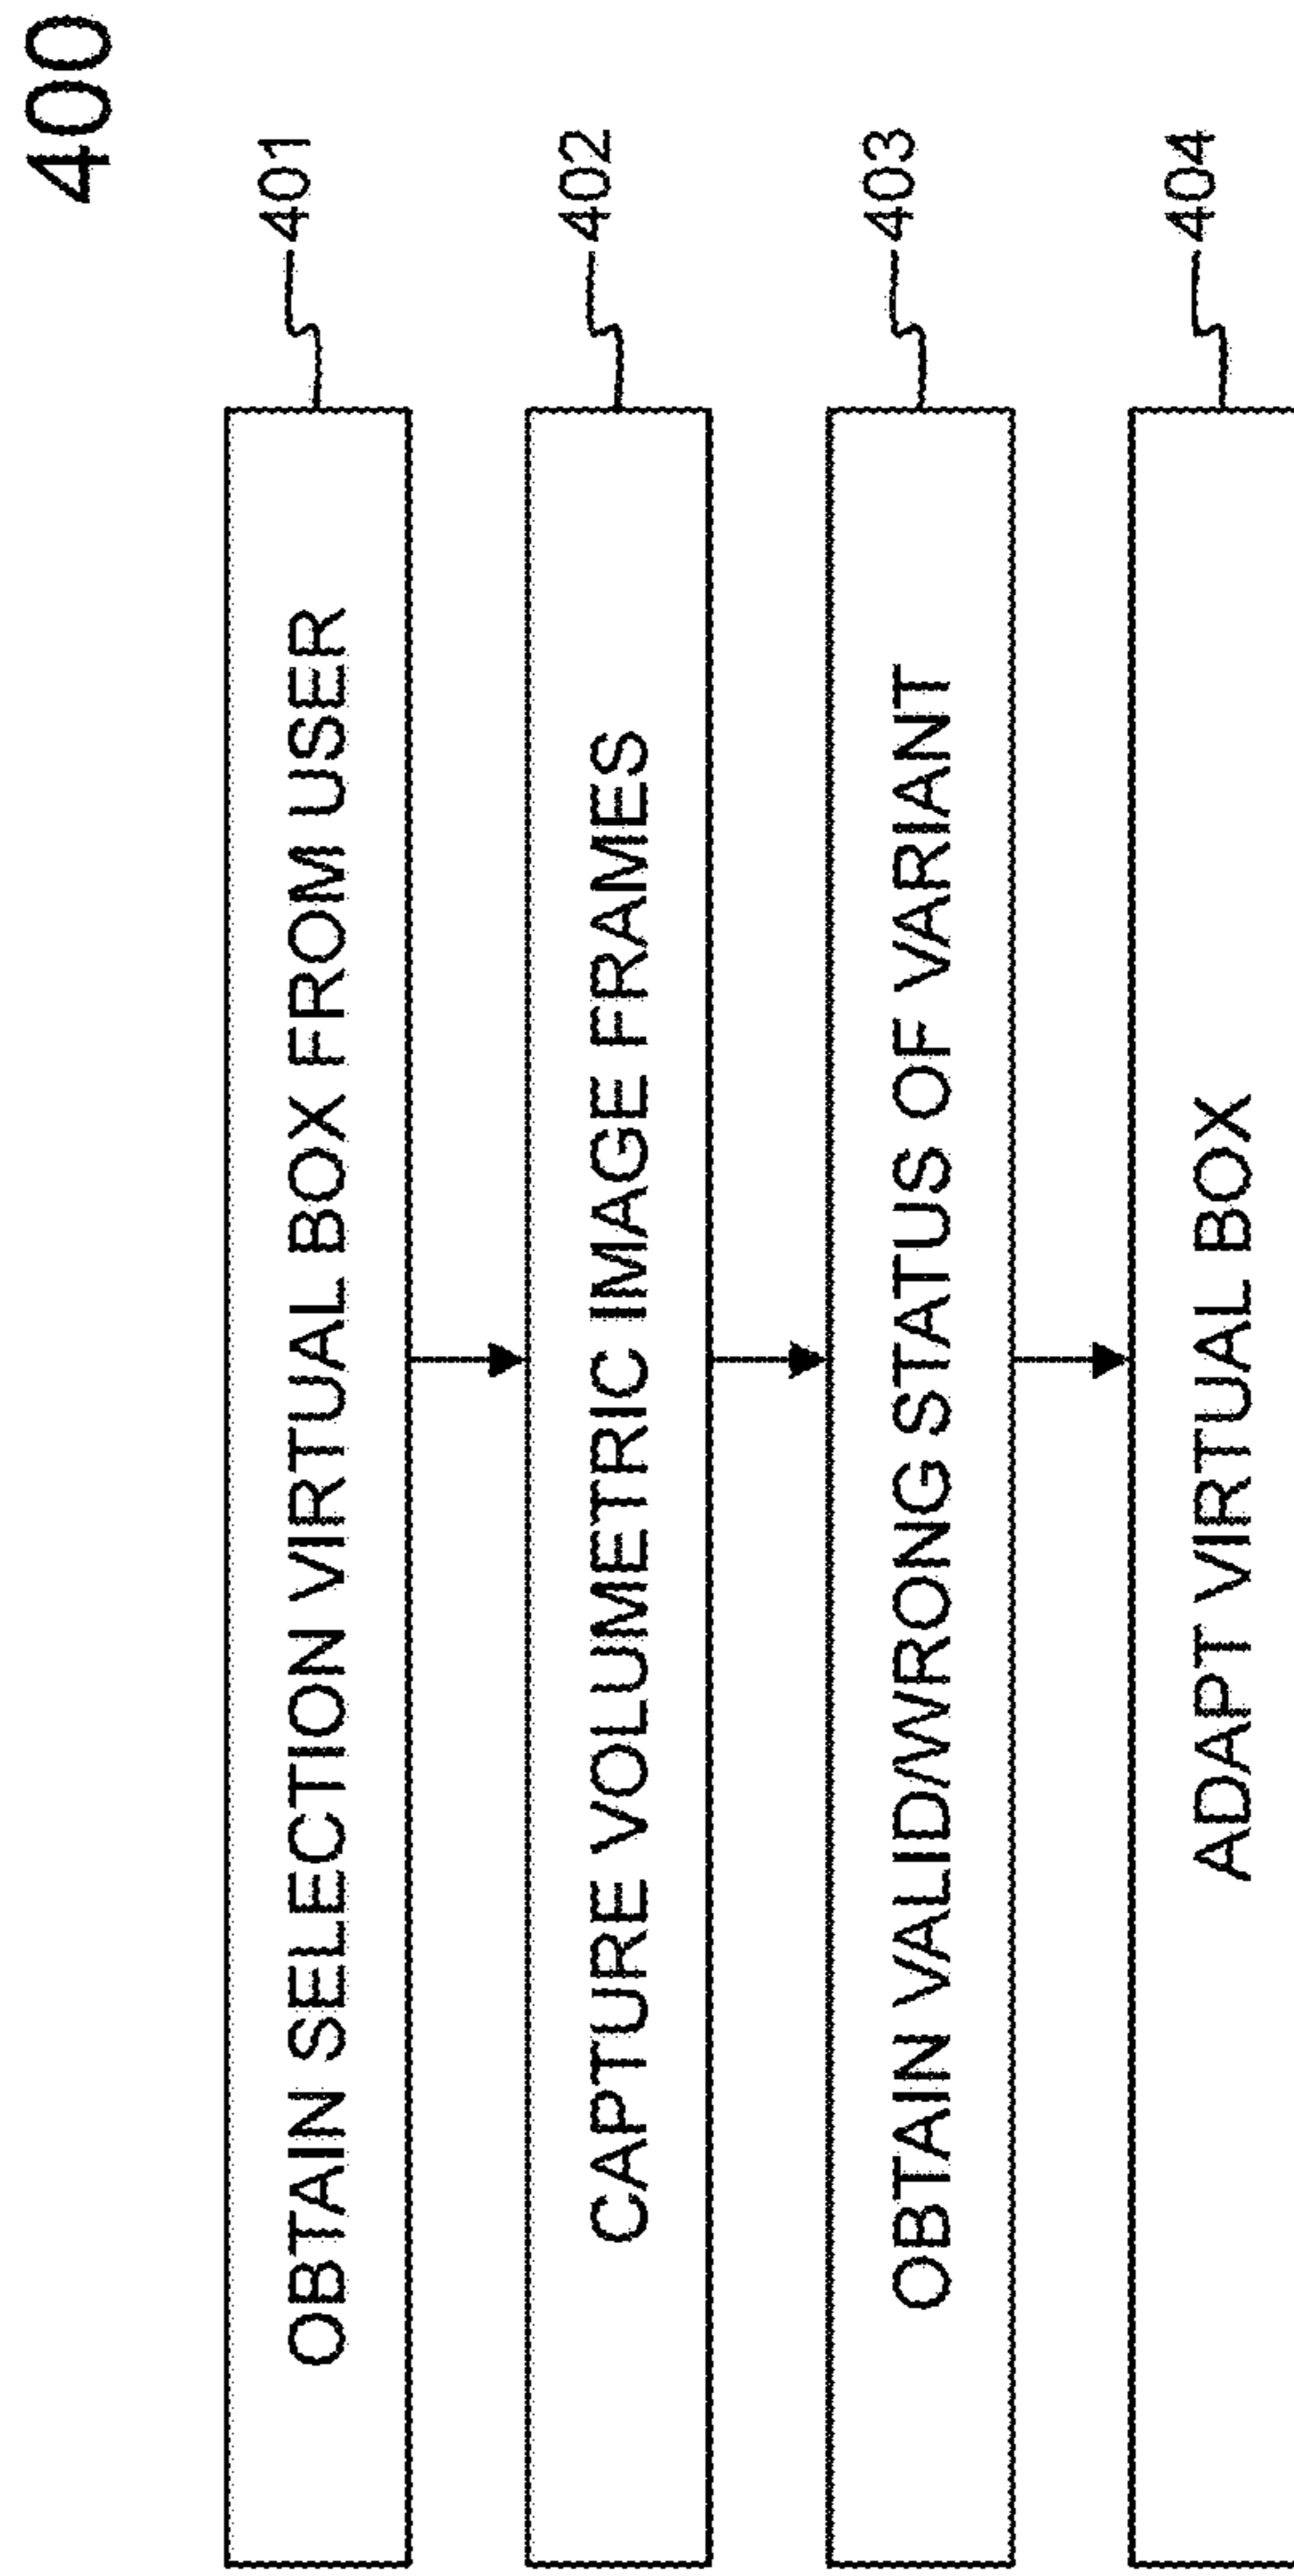 400
OBTAIN SELECTION VIRTUAL BOX FROM USER
401
CAPTURE VOLUMETRIC IMAGE FRAMES
402
OBTAIN VALID/WRONG STATUS OF VARIANT
403
ADAPT VIRTUAL BOX
404